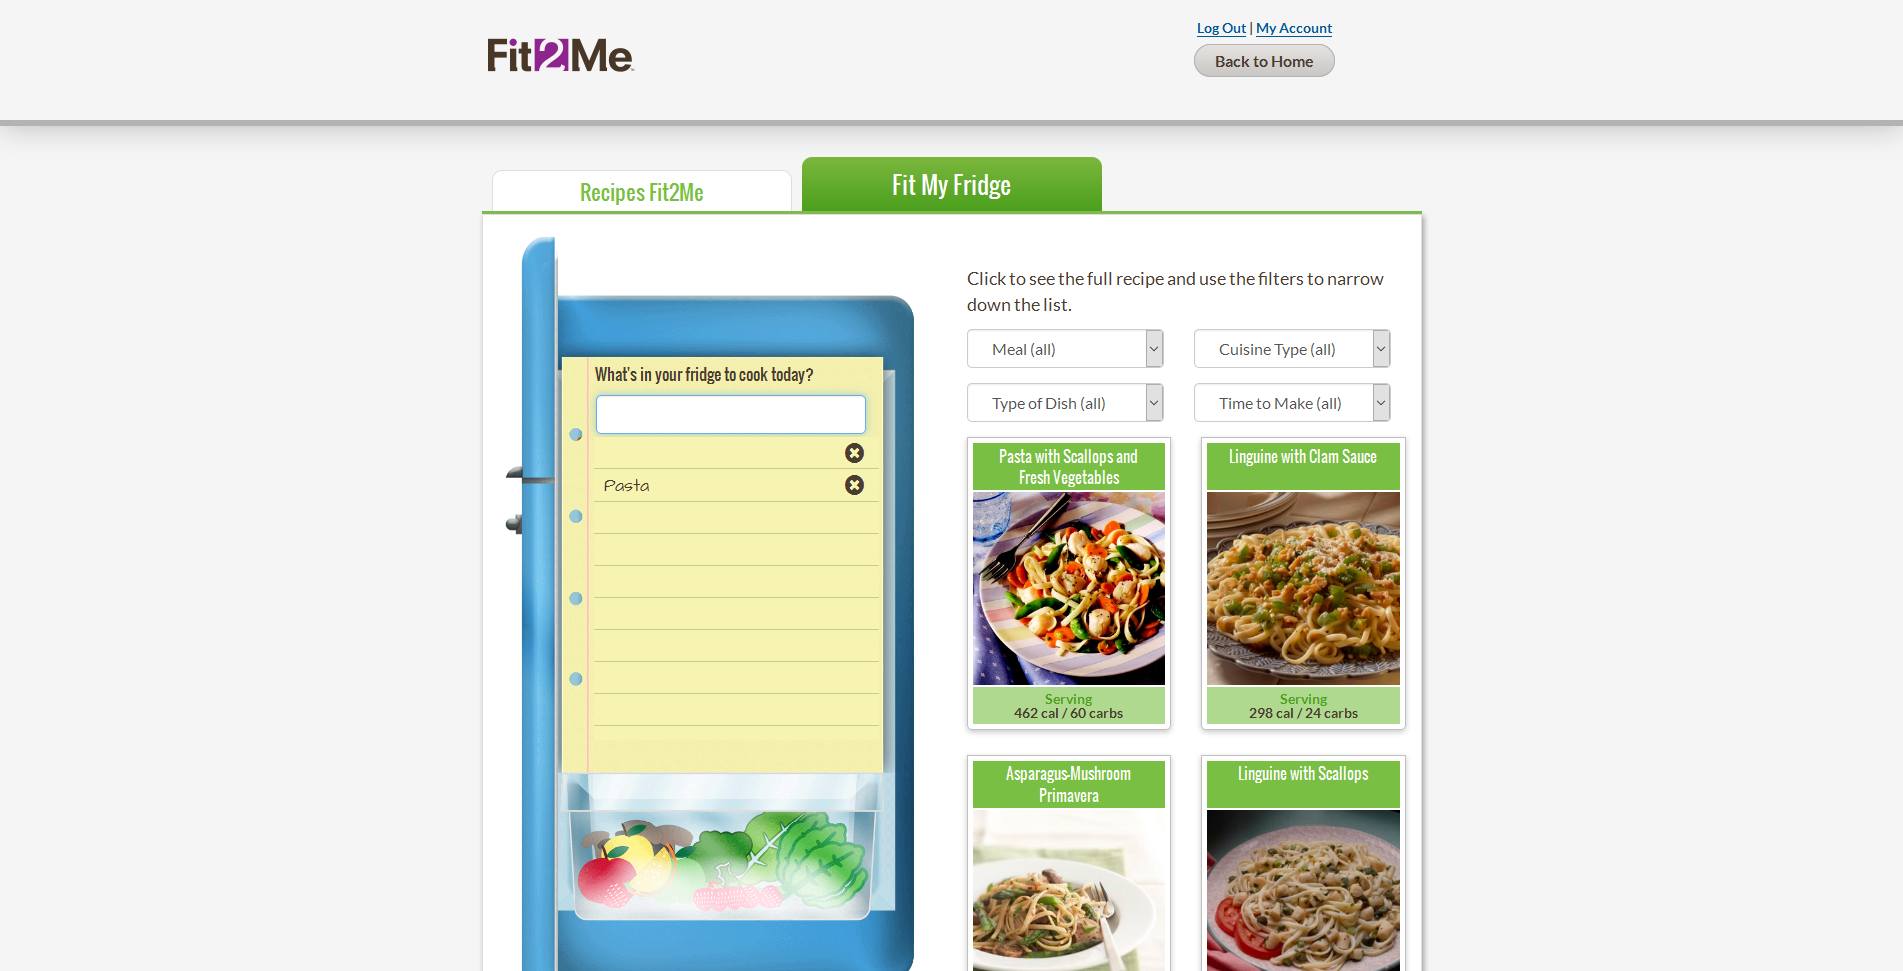 Fit2Me
Log Out | My Account
Back to Home
Recipes Fit2Me
Fit My Fridge
Click to see the full recipe and use the filters to narrow
down the list.
Meal (all)
Cuisine Type (all)
Type of Dish (all)
Time to Make (all)
What's in your fridge to cook today?
Pasta
Pasta with Scallops and
Fresh Vegetables
Serving
462 cal / 60 carbs
Linguine with Clam Sauce
Serving
298 cal / 24 carbs
Asparagus-Mushroom
Primavera
Linguine with Scallops